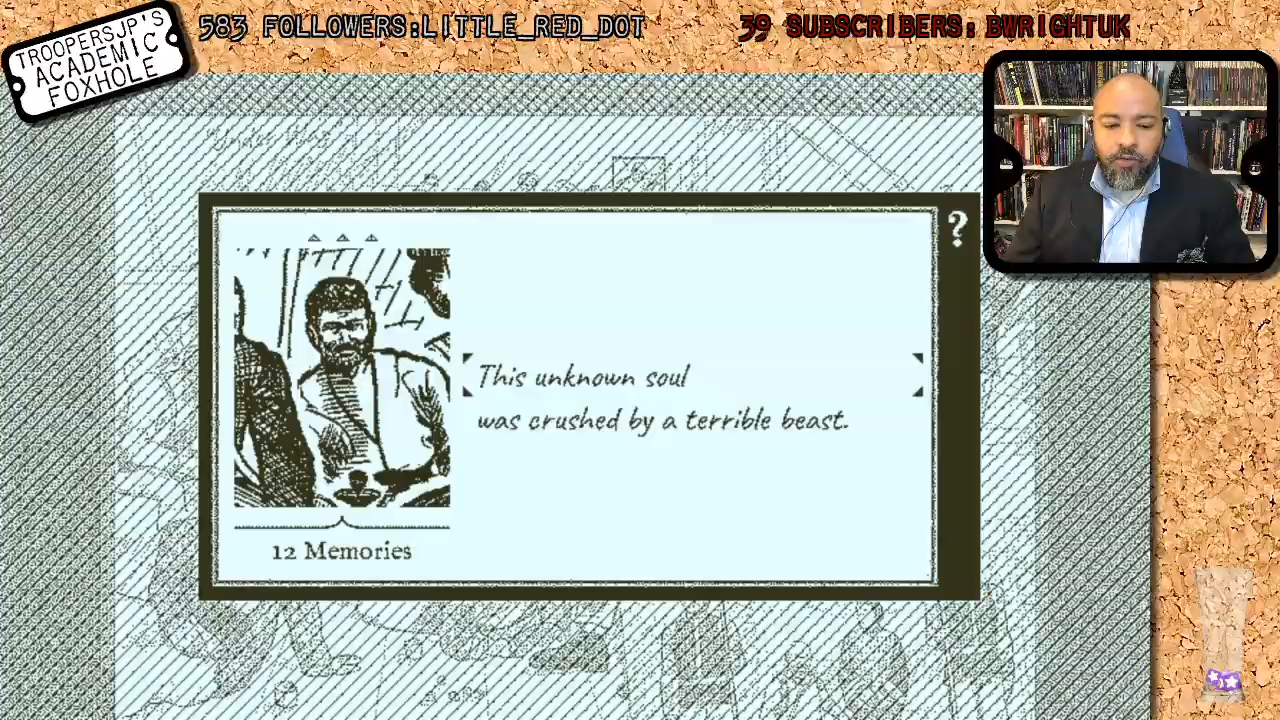 TROOPERSJP'S
ACADEMIC
FOXHOLE
583 FOLLOWERS:LITTLE_RED_DOT
39 SUBSCRIBERS: BWRIGHTUK
?
This unknown soul
was crushed by a terrible beast.
12 Memories